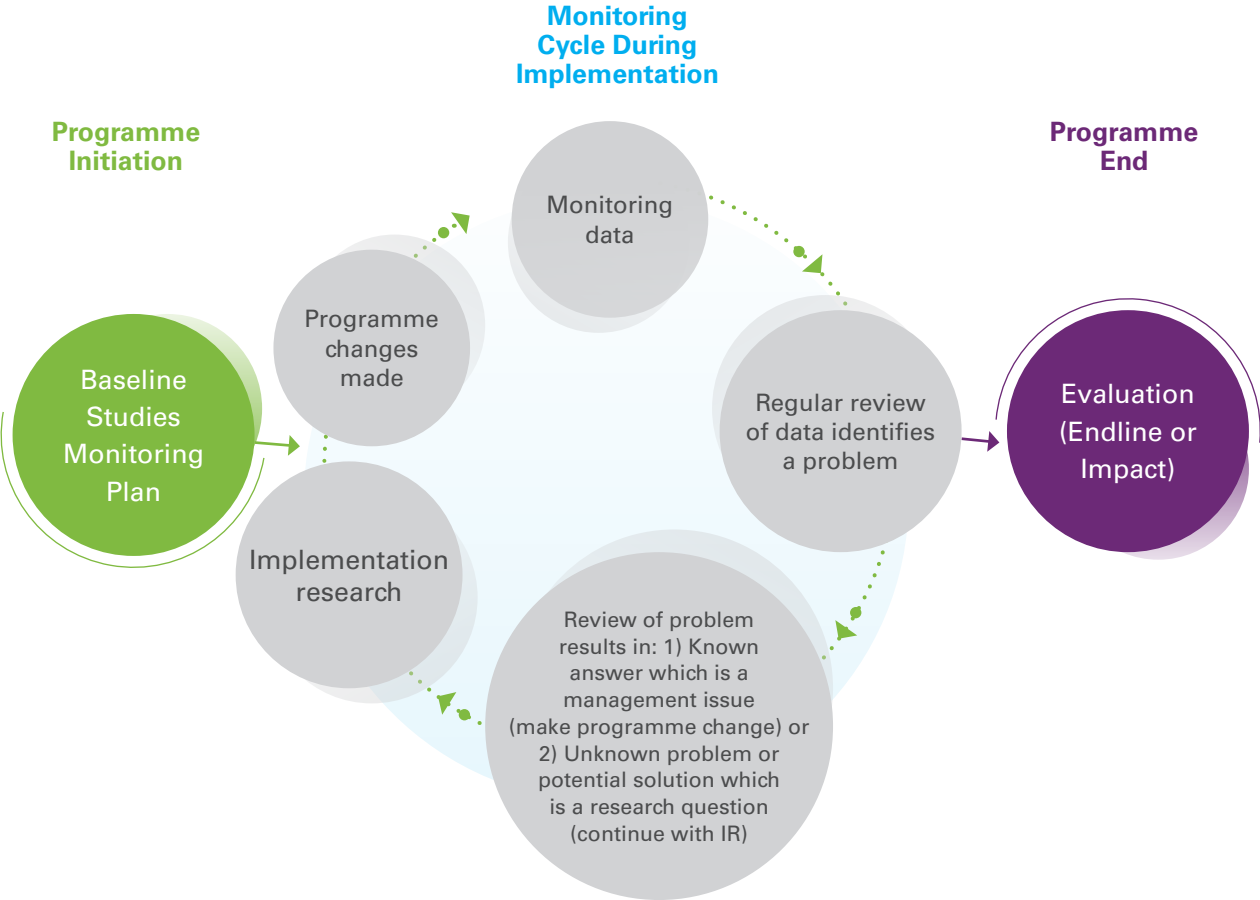 Monitoring
Cycle During
Implementation
Programme
Initiation
Programme
End
Monitoring
data
Programme
changes
made
Baseline
Studies
Monitoring
Plan
Regular review
of data identifies
a problem
Evaluation
(Endline or
Impact)
Implementation
research
Review of problem
results in: 1) Known
answer which is a
management issue
(make programme change) or
2) Unknown problem or
potential solution which
is a research question
(continue with IR)